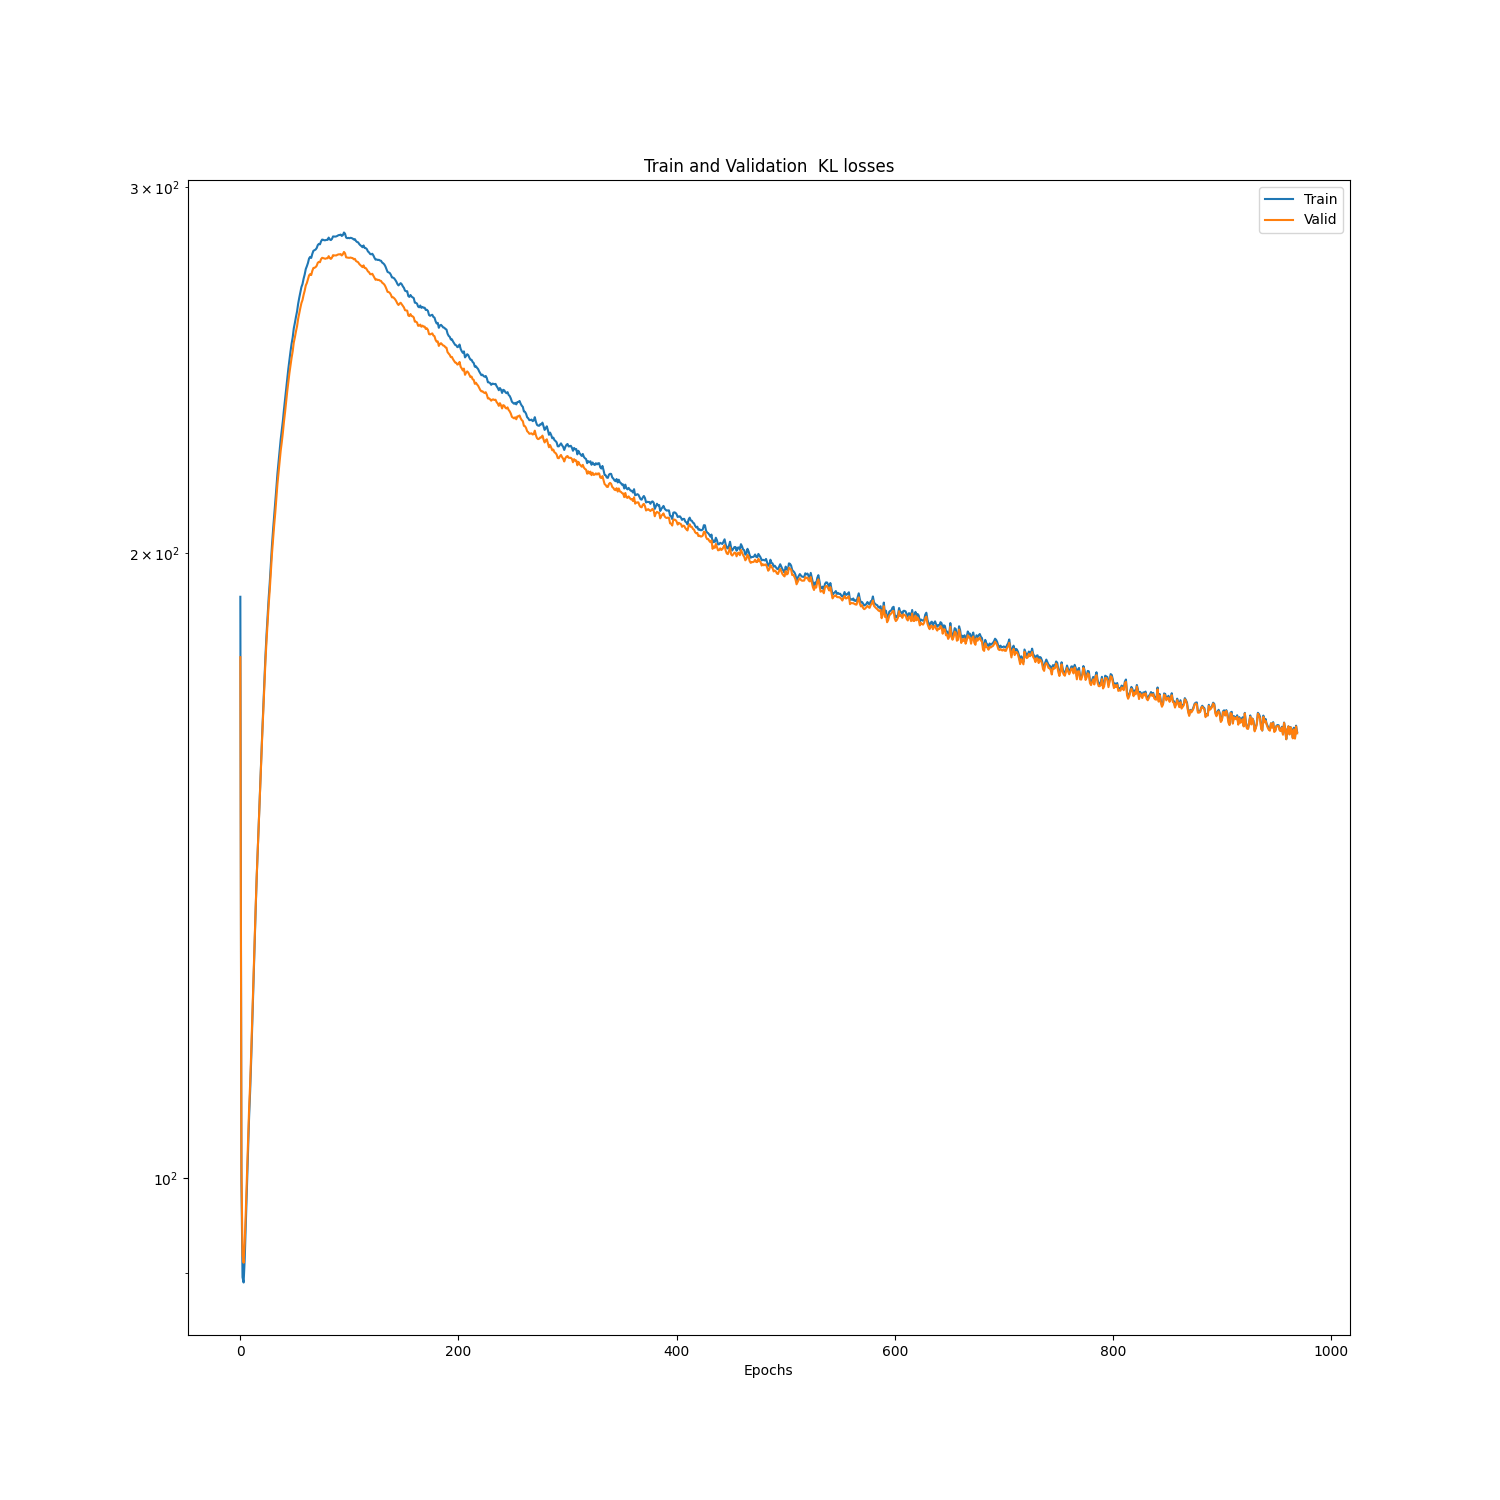 Train and Validation  KL losses
3 × 10²
2 × 10²
10²
Train
Valid
0
200
400
600
800
1000
Epochs